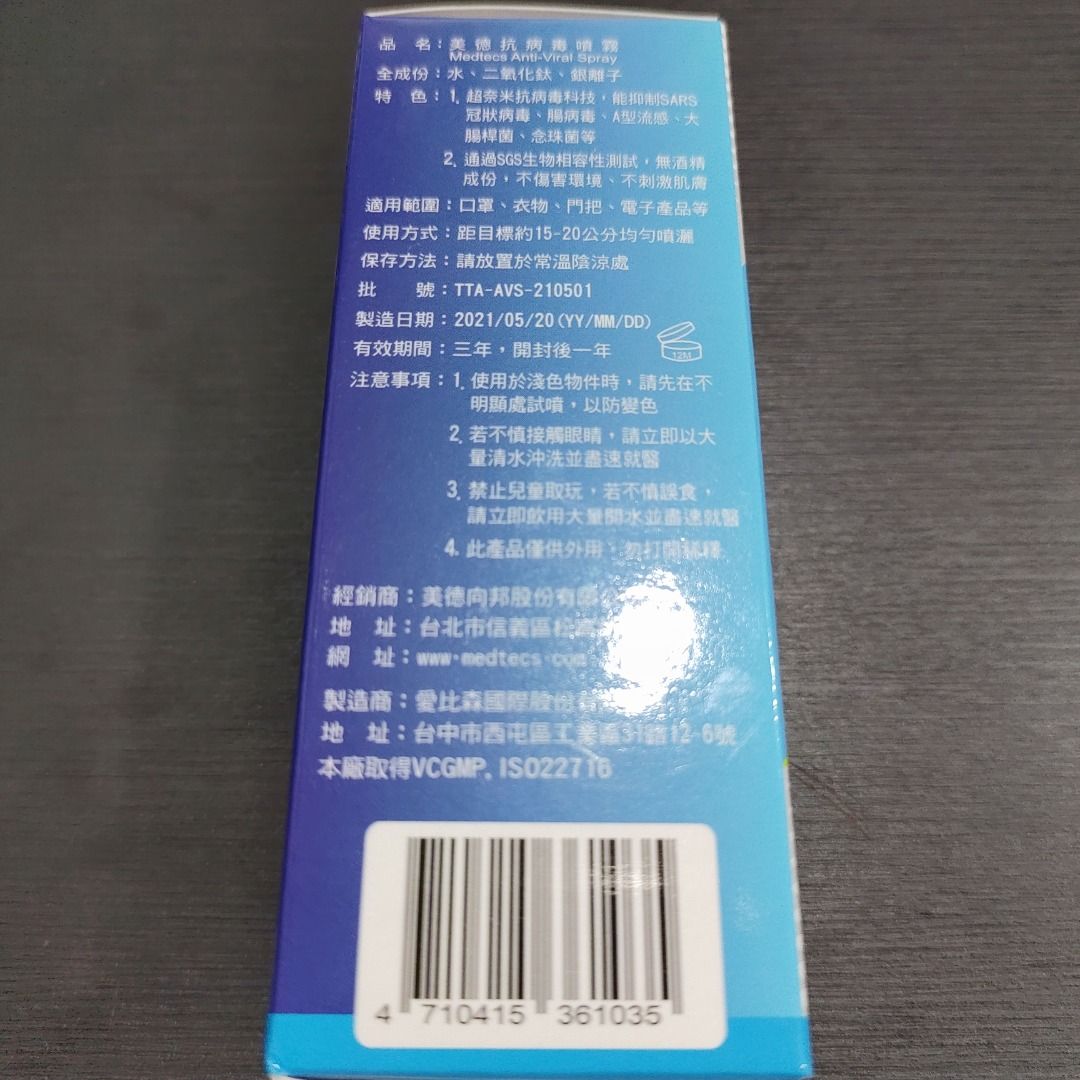 品　名：美德抗病毒噴霧
Medtecs Anti-Viral Spray
全成份：水、二氧化鈦、銀離子
特　色：1. 超奈米抗病毒科技，能抑制SARS
冠狀病毒、腸病毒、A型流感、大
腸桿菌、念珠菌等
2. 通過SGS生物相容性測試，無酒精
成份，不傷害環境、不刺激肌膚
適用範圍：口罩、衣物、門把、電子產品等
使用方式：距目標約15-20公分均勻噴灑
保存方法：請放置於常溫陰涼處
批　號：TTA-AVS-210501
製造日期：2021/05/20(YY/MM/DD)
有效期間：三年，開封後一年
12M
注意事項：1. 使用於淺色物件時，請先在不
明顯處試噴，以防變色
2. 若不慎接觸眼睛，請立即以大
量清水沖洗並盡速就醫
3. 禁止兒童取玩，若不慎誤食，
請立即飲用大量開水並盡速就醫
4. 此產品僅供外用，勿打開稀釋
經銷商：美德向邦股份有限
地　址：台北市信義區松
網　址：www.medtecs.com
製造商：愛比森國際股份
地　址：台中市西屯區工業區31路12-6號
本廠取得VCGMP. ISO22716
4 710415 361035